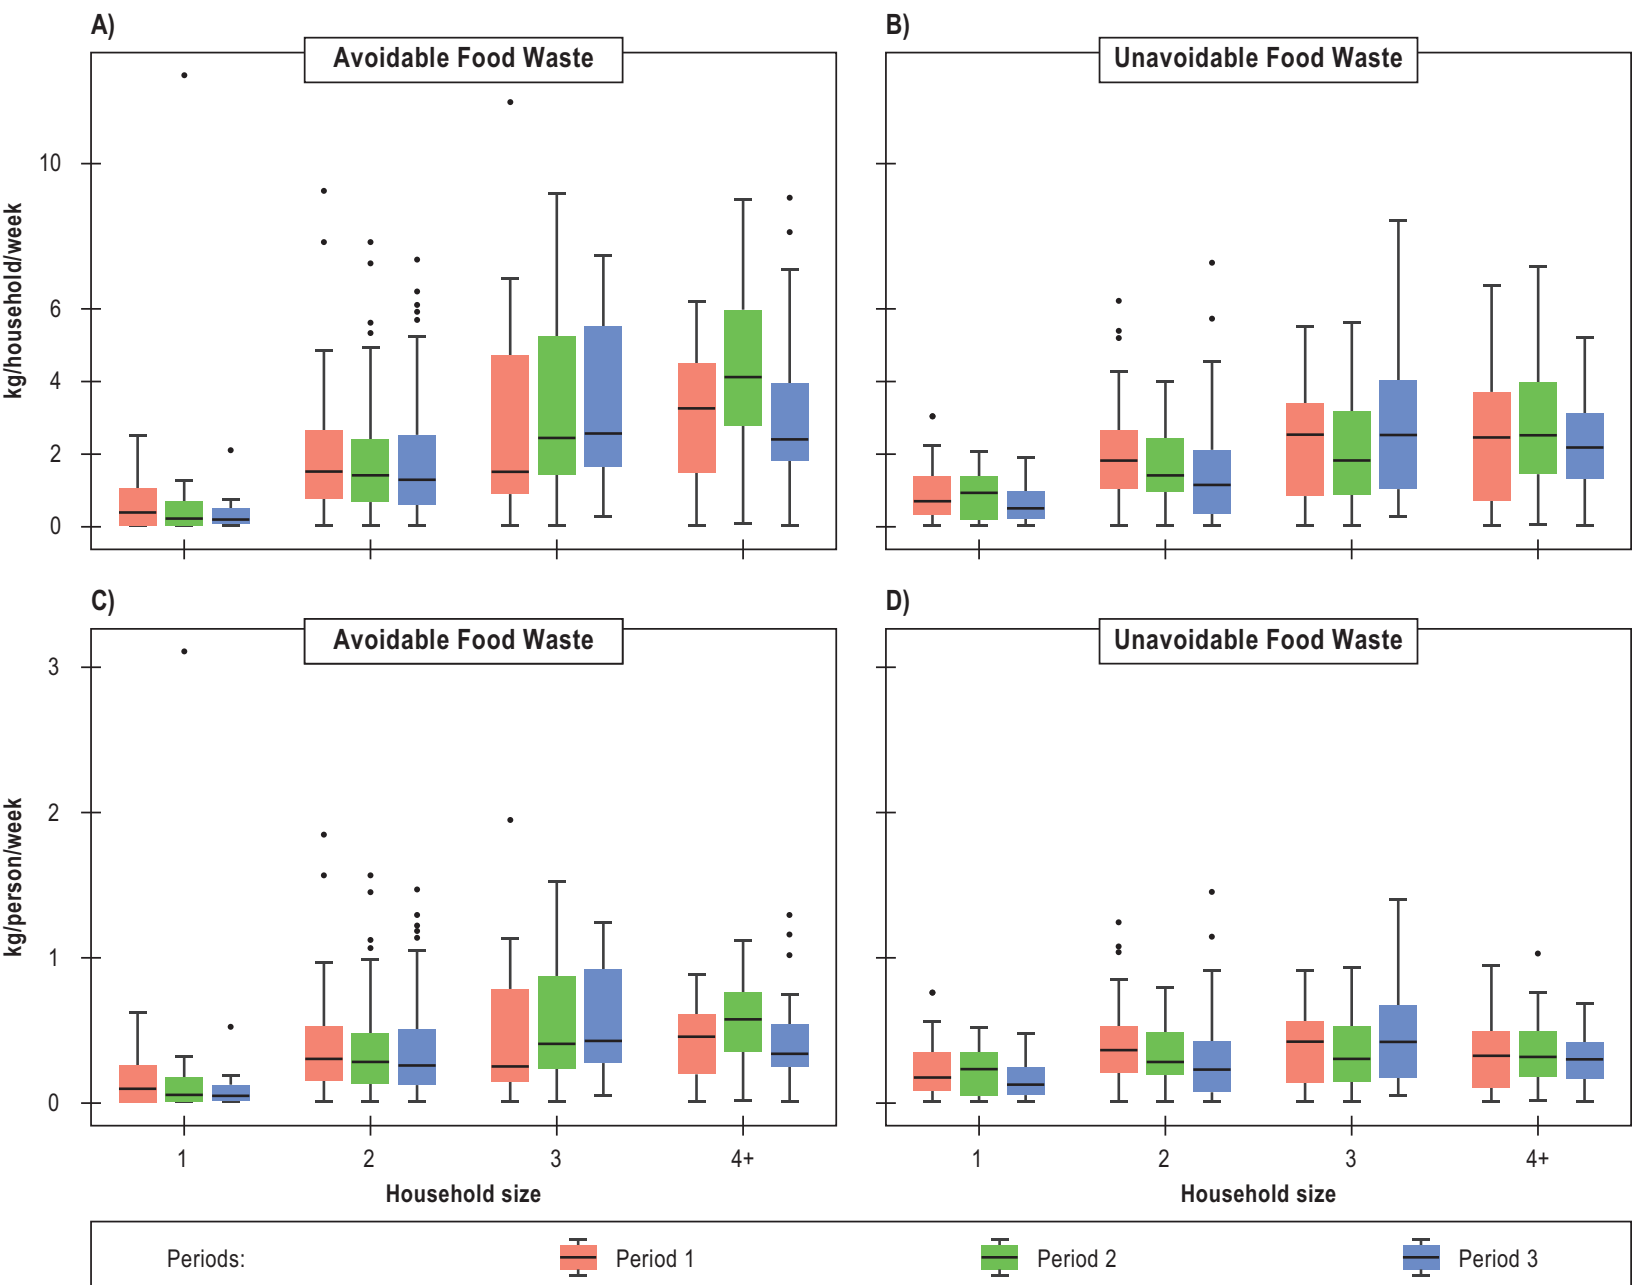 A)
B)
Avoidable Food Waste
Unavoidable Food Waste
kg/household/week
10
6
4
2
0
C)
D)
Avoidable Food Waste
Unavoidable Food Waste
kg/person/week
3
2
1
0
1 2 3 4+
1 2 3 4+
Household size
Household size
Periods: Period 1 Period 2 Period 3